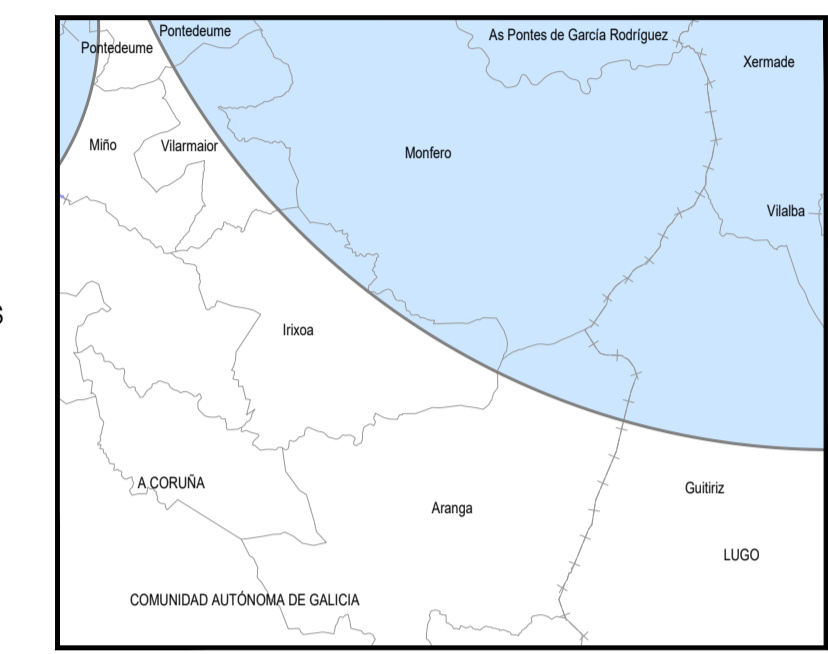 Pontedeume
As Pontes de García Rodríguez
Pontedeume
Xermade
Miño
Vilarmaior
Monfero
Vilalba
S
Irixoa
A CORUÑA
Guitiriz
Aranga
LUGO
COMUNIDAD AUTÓNOMA DE GALICIA